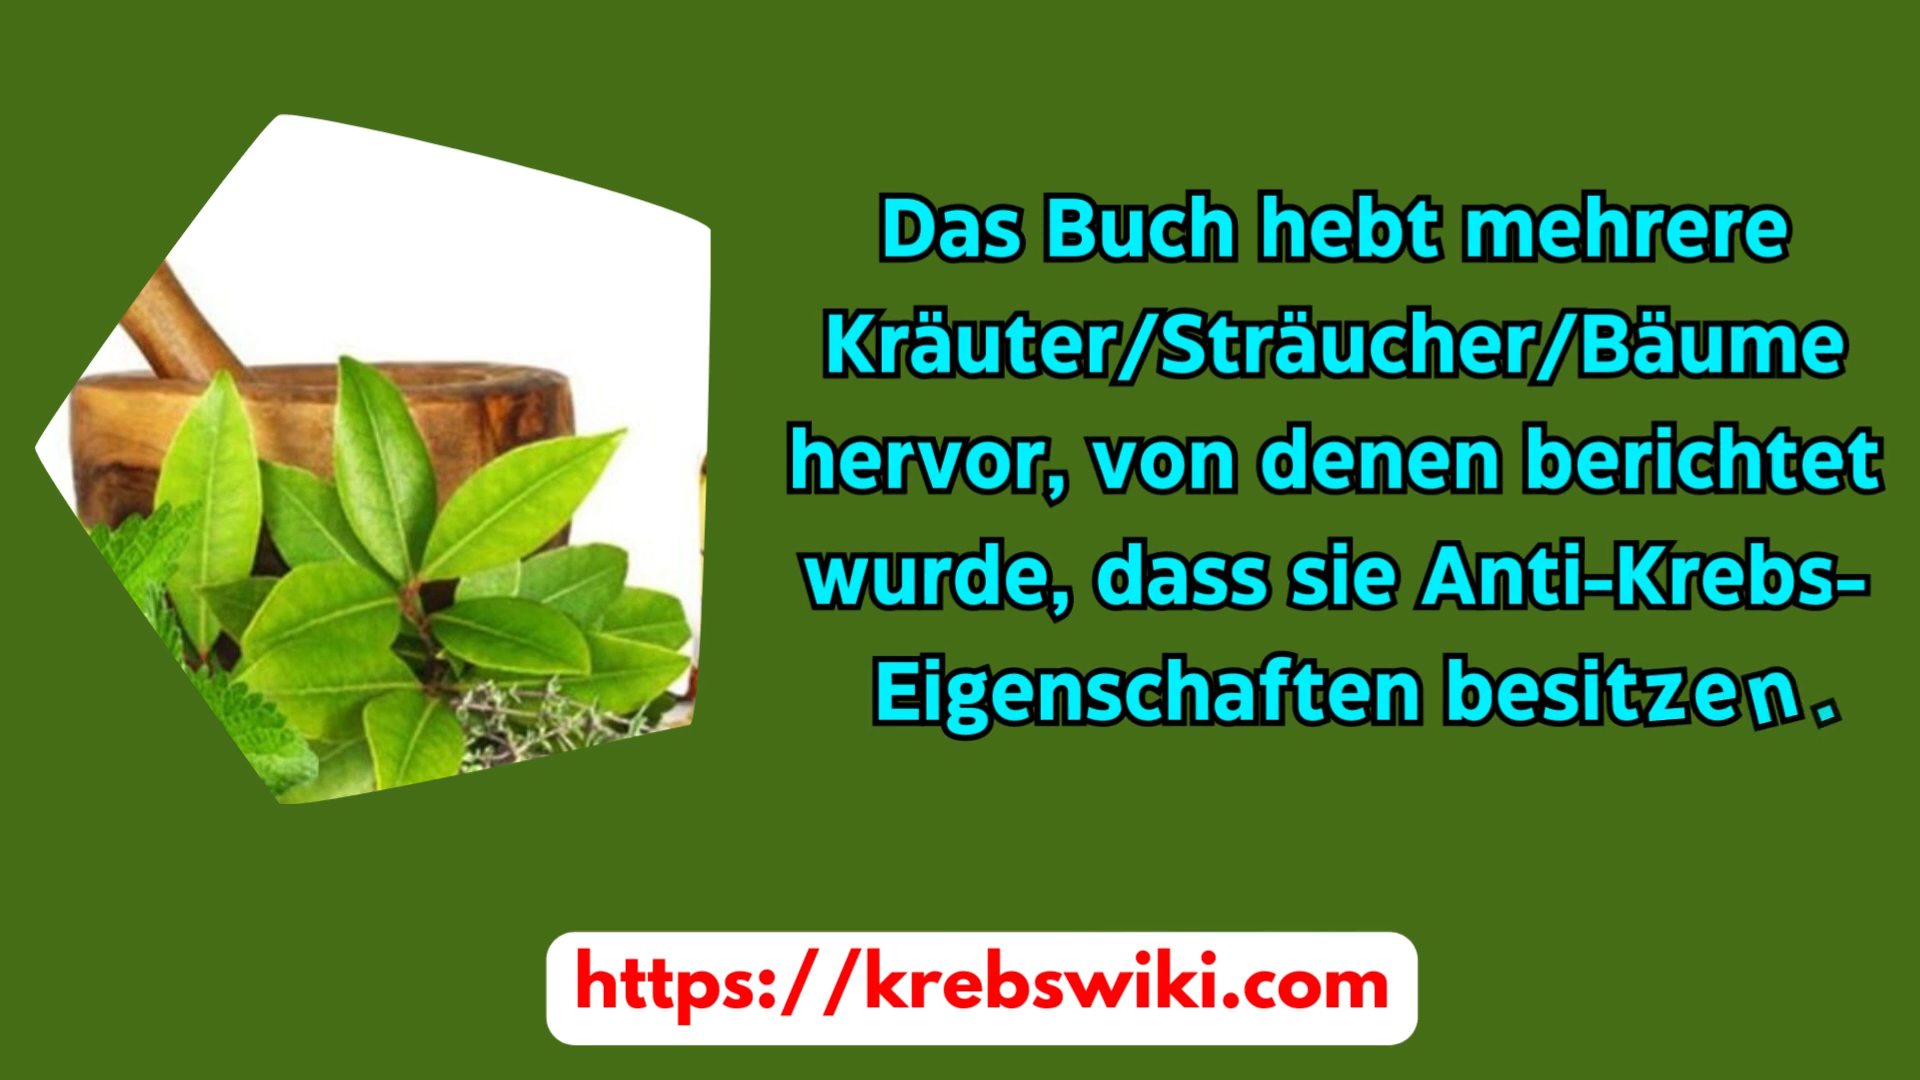 Das Buch hebt mehrere
Kräuter/Sträucher/Bäume
hervor, von denen berichtet
wurde, dass sie Anti-Krebs-
Eigenschaften besitzen.
https://krebswiki.com